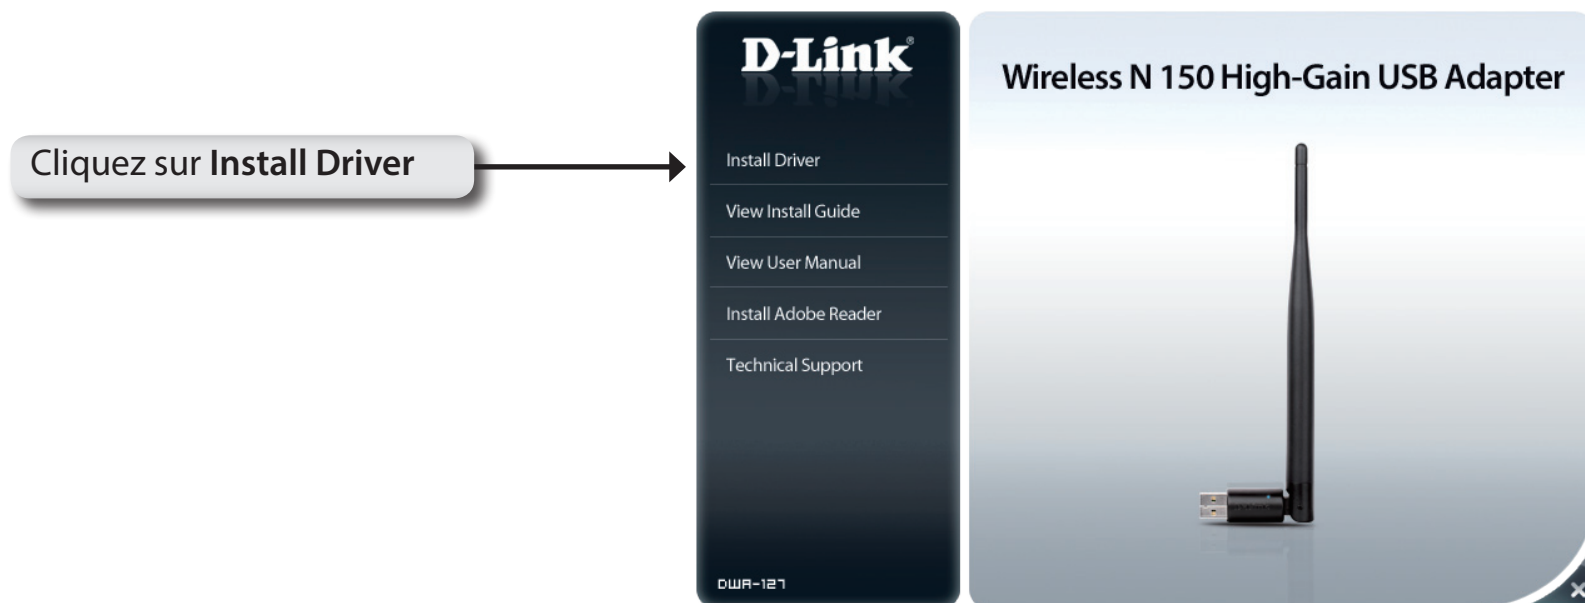 Cliquez sur Install Driver
D-Link®
Install Driver
View Install Guide
View User Manual
Install Adobe Reader
Technical Support
DWA-127
Wireless N 150 High-Gain USB Adapter
D-Link
X